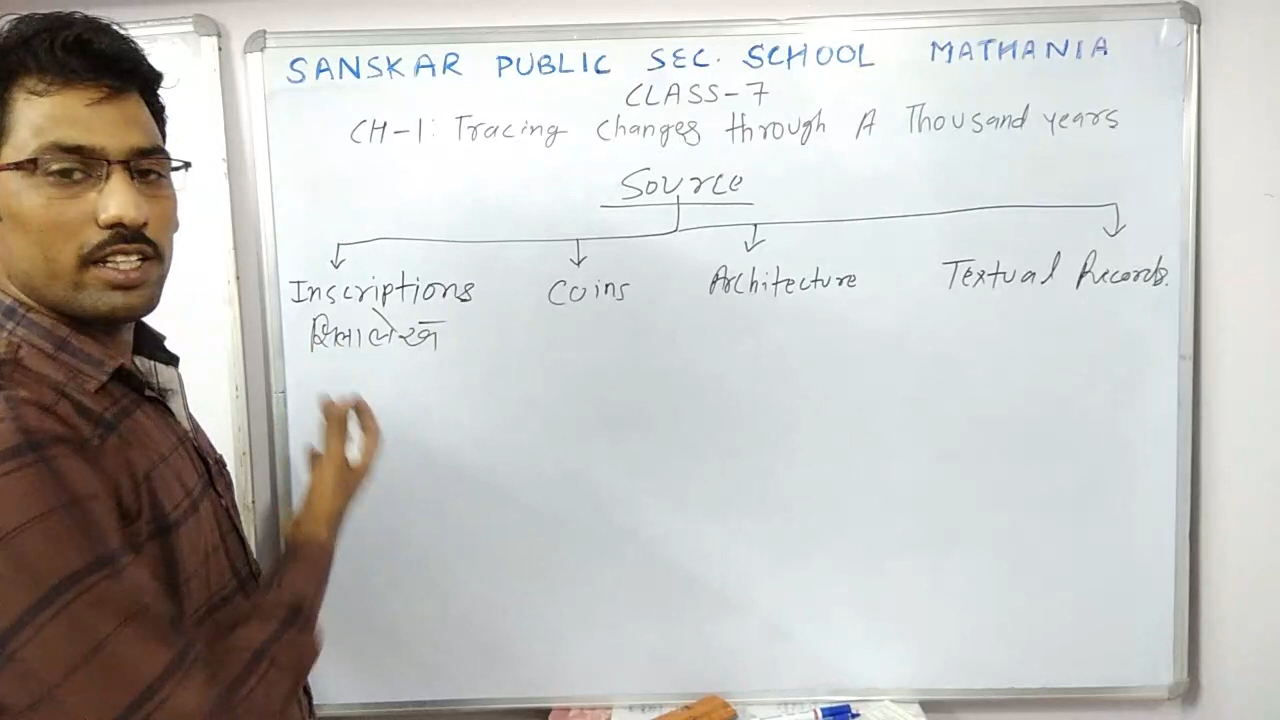 SANSKAR PUBLIC SEC. SCHOOL MATHANIA
CLASS-7
CH-1: Tracing Changes through A Thousand years
Source
Inscriptions Coins Architecture Textual Records.
शिलालेख